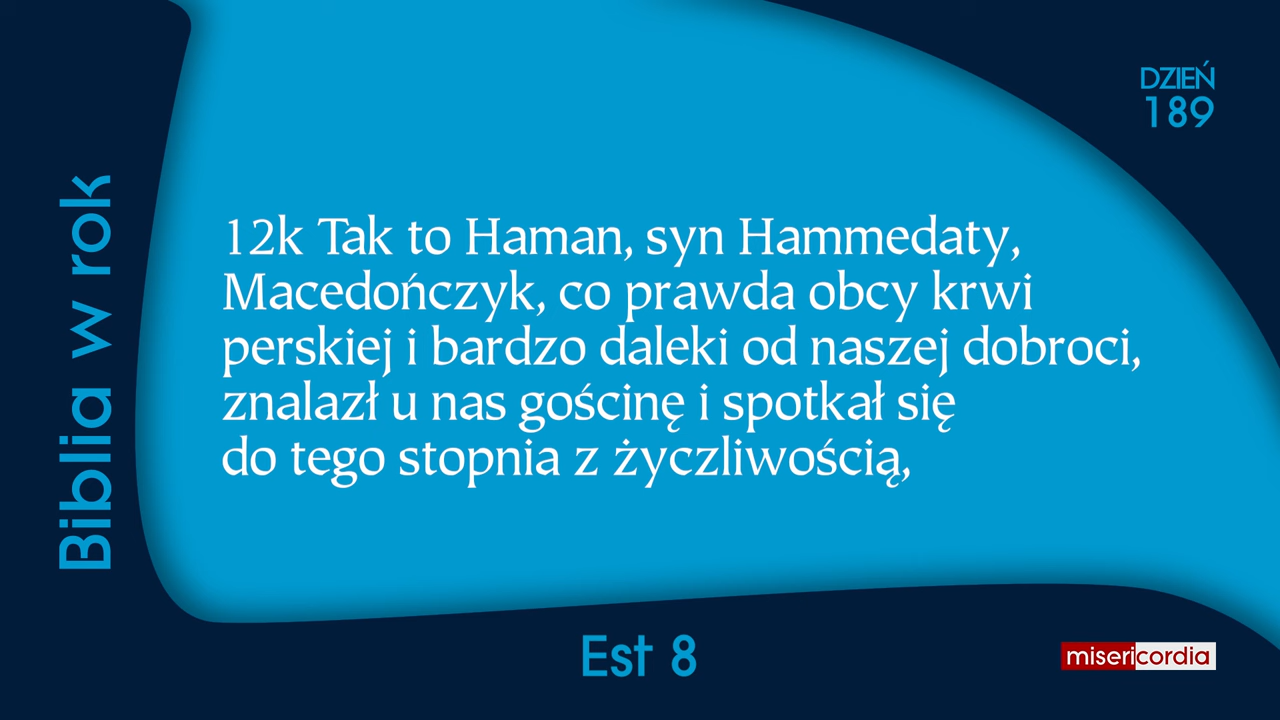 DZIEŃ
189
Biblia w rok
12k Tak to Haman, syn Hammedaty,
Macedończyk, co prawda obcy krwi
perskiej i bardzo daleki od naszej dobroci,
znalazł u nas gościnę i spotkał się
do tego stopnia z życzliwością,
Est 8
misericordia